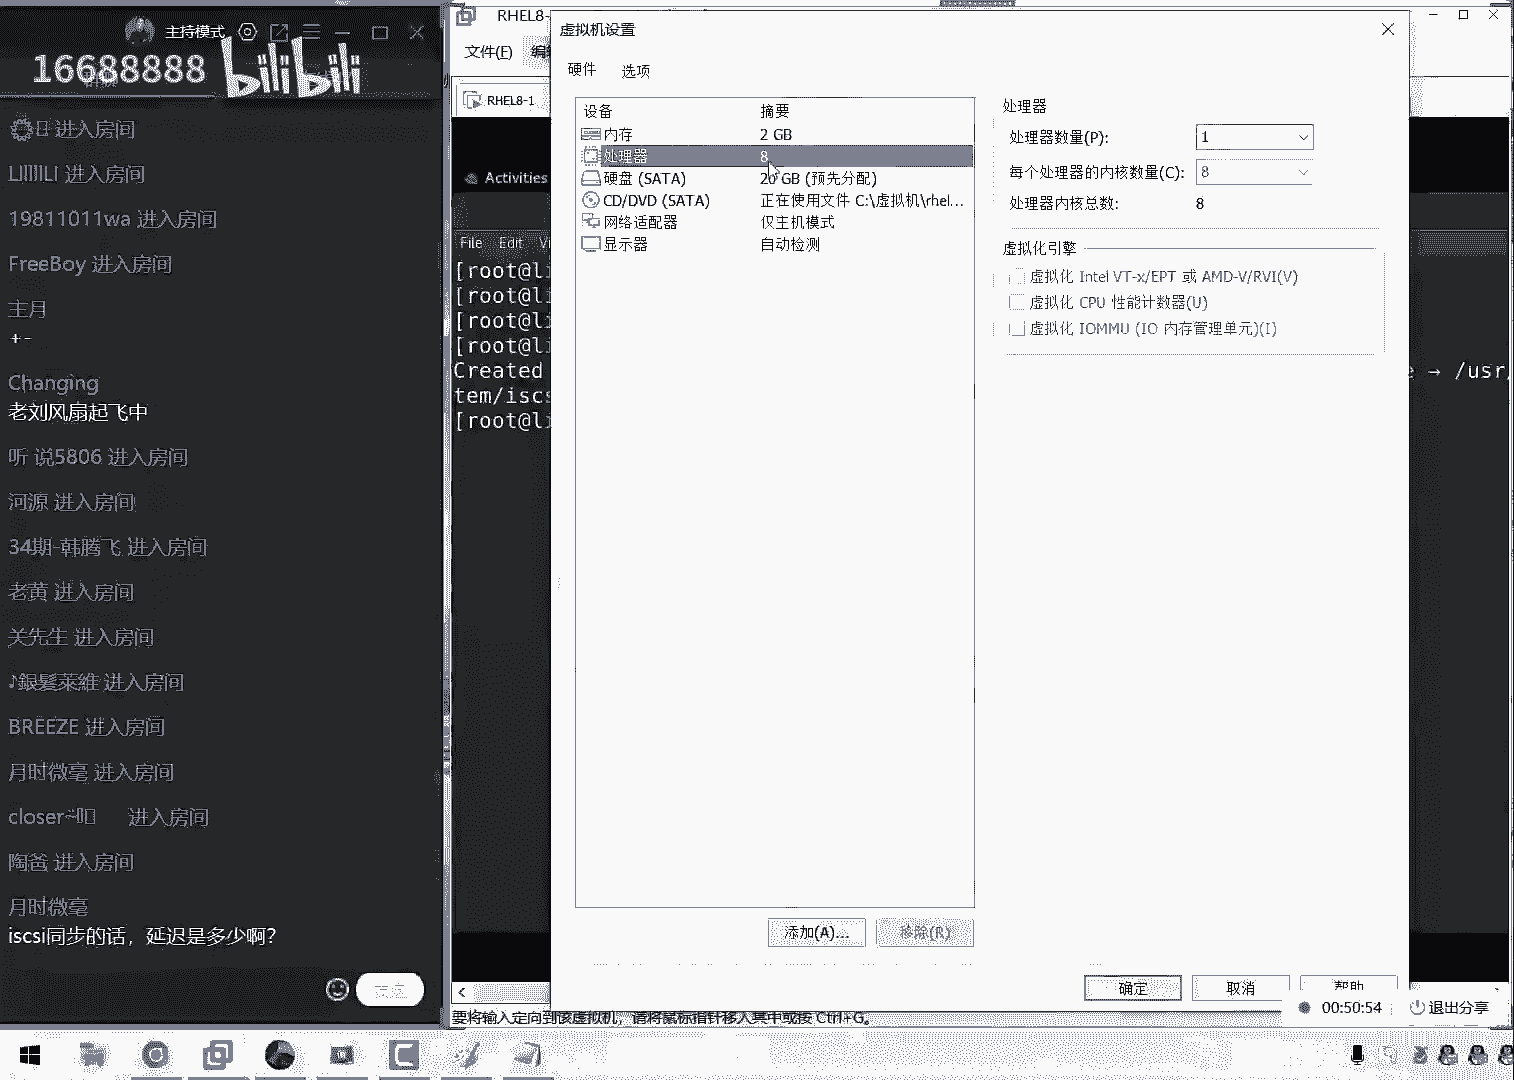 主持模式
16688888
bilibili
进入房间
LIIIIILI 进入房间
19811011wa 进入房间
FreeBoy 进入房间
主月
+-
Changing
老刘风扇起飞中
听 说5806 进入房间
河源 进入房间
34期-韩腾飞 进入房间
老黄 进入房间
关先生 进入房间
♪銀髮萊維 进入房间
BREEZE 进入房间
月时微毫 进入房间
进入房间
陶爸 进入房间
月时微毫
iscsi同步的话，延迟是多少啊？
RHEL8-
文件(E)
RHEL8-1
Activities
File Edit
[root@l
[root@l
[root@l
[root@l
Created
tem/isc
[root@l
→ /usr
虚拟机设置
硬件 选项
设备 摘要
内存 2 GB
处理器 8
硬盘 (SATA) 20 GB (预先分配)
CD/DVD (SATA) 正在使用文件 C:\虚拟机\rhel...
网络适配器 仅主机模式
显示器 自动检测
添加(A)... 移除(R)
处理器
处理器数量(P): 1
每个处理器的内核数量(C): 8
处理器内核总数: 8
虚拟化引擎
虚拟化 Intel VT-x/EPT 或 AMD-V/RVI(V)
虚拟化 CPU 性能计数器(U)
虚拟化 IOMMU (IO 内存管理单元)(I)
确定 取消 帮助
要将输入定向到该虚拟机，请将鼠标指针移入其中或按 Ctrl+G。
00:50:54 退出分享